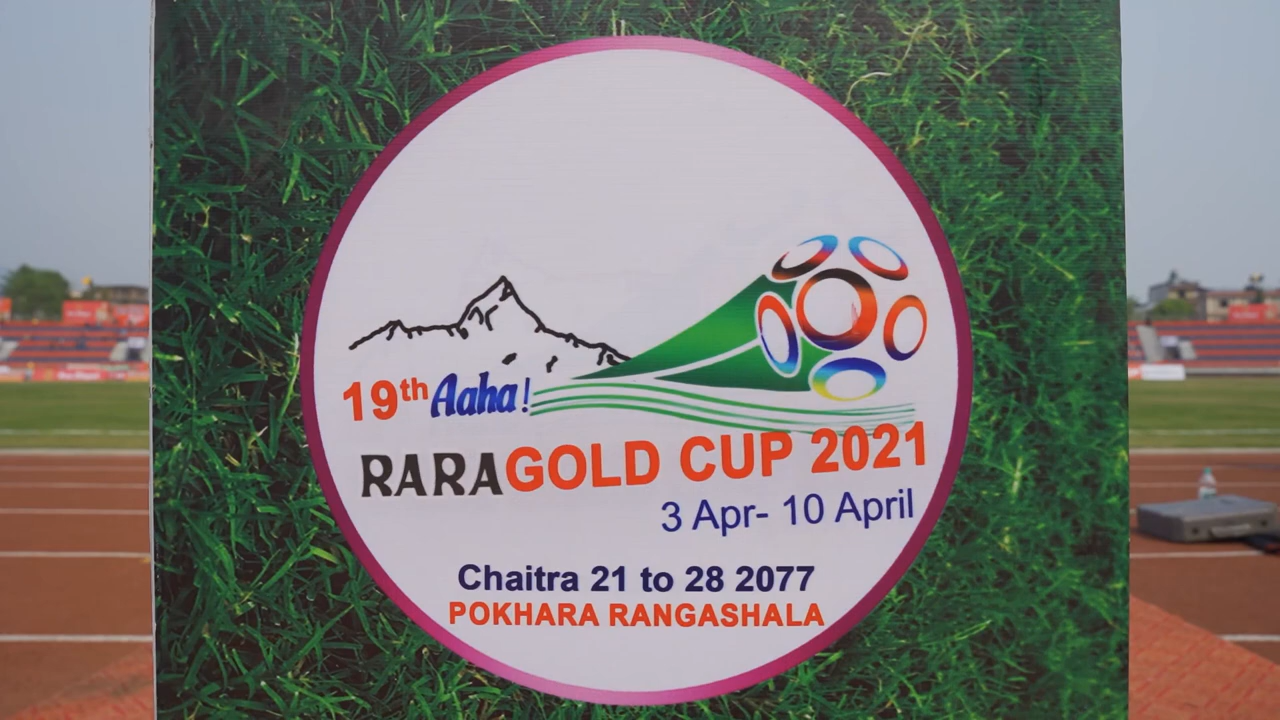 19th Aaha!
RARA GOLD CUP 2021
3 Apr- 10 April
Chaitra 21 to 28 2077
POKHARA RANGASHALA